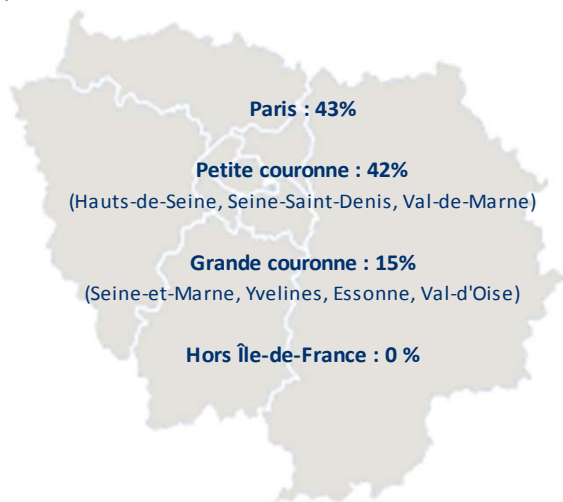 Paris : 43%
Petite couronne : 42%
(Hauts-de-Seine, Seine-Saint-Denis, Val-de-Marne)
Grande couronne : 15%
(Seine-et-Marne, Yvelines, Essonne, Val-d'Oise)
Hors Île-de-France : 0 %